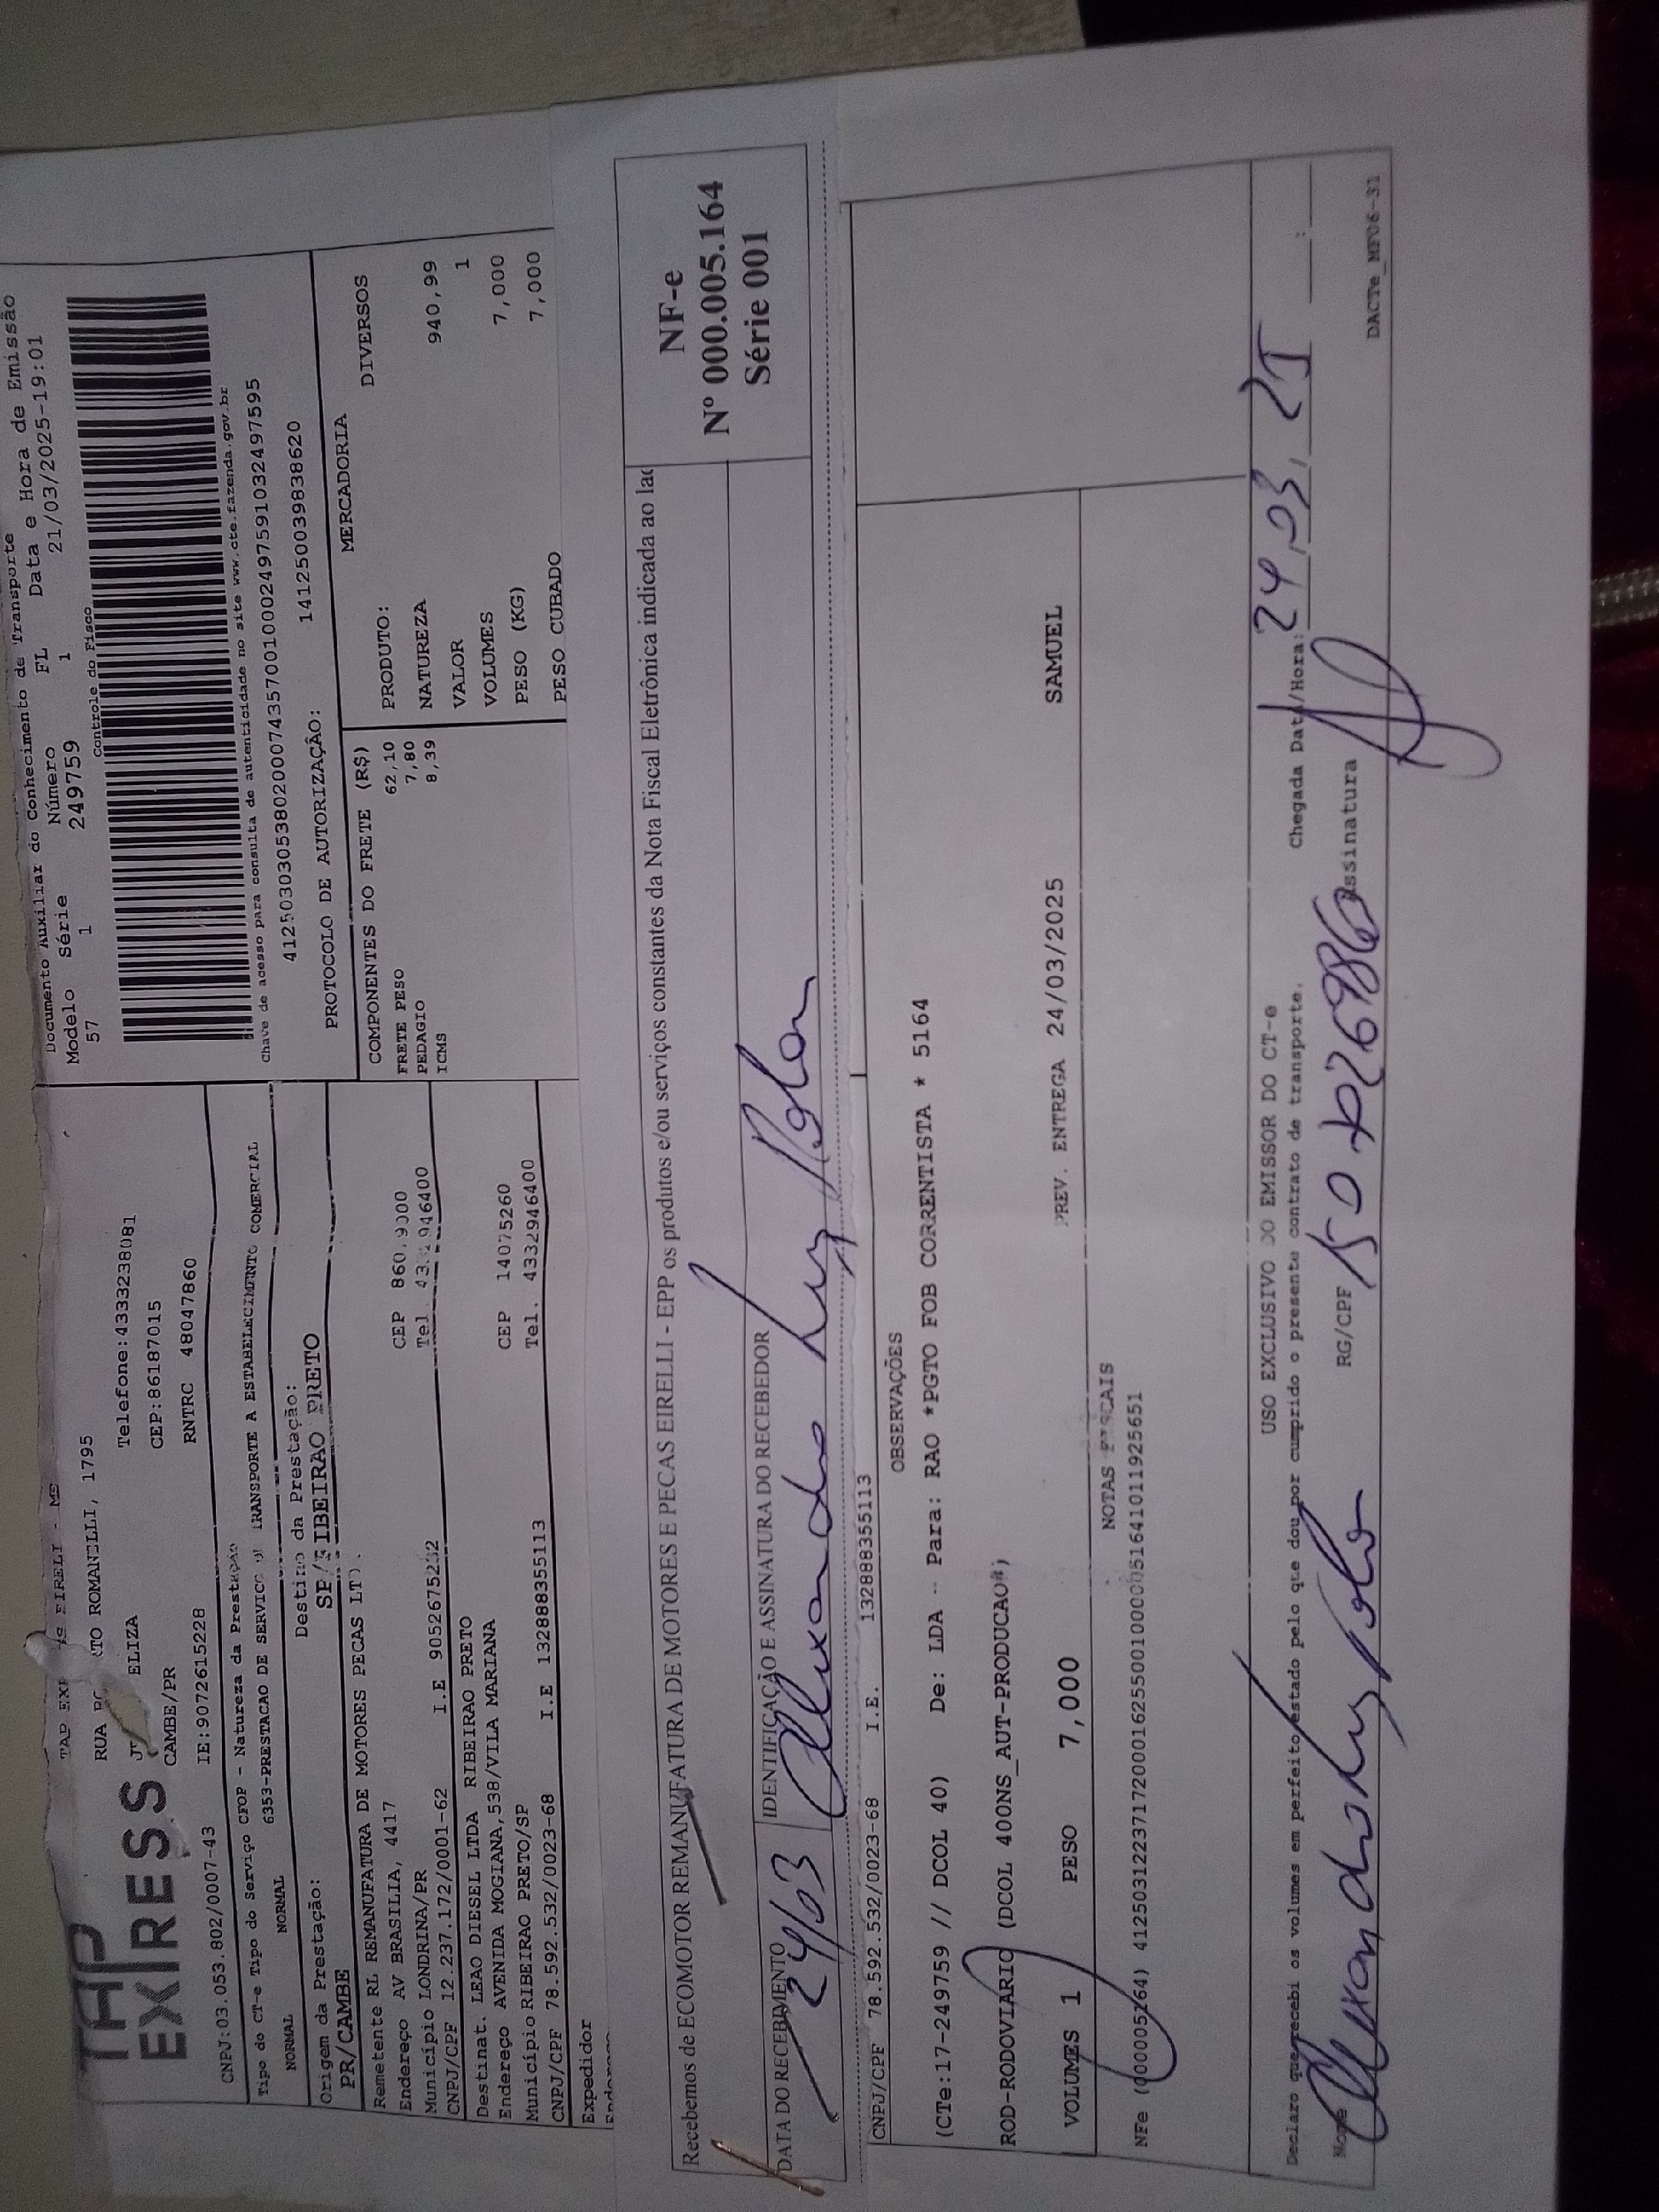 TAP
EXPRESS
RUA
ROMANELLI, 1795
ELIZA
Telefone:4333238081
CAMBE/PR
CEP:86187015
IE:9072615228
RNTRC 48047860
CNPJ:03.053.802/0007-43
Tipo do CT-e Tipo do Serviço CFOP - Natureza da Prestação
NORMAL NORMAL 6353-PRESTACAO DE SERVICO TRANSPORTE A ESTABELECIMENTO COMERCIAL
Origem da Prestação: Destino da Prestação:
PR/CAMBE SP/RIBEIRAO PRETO
Remetente RL REMANUFATURA DE MOTORES PECAS LTD.
Endereço AV BRASILIA, 4417 CEP
Município LONDRINA/PR Tel.
CNPJ/CPF 12.237.172/0001-62 I.E 9052675232
Destinat. LEAO DIESEL LTDA RIBEIRAO PRETO
Endereço AVENIDA MOGIANA,538/VILA MARIANA CEP 14075260
Município RIBEIRAO PRETO/SP Tel. 4332946400
CNPJ/CPF 78.592.532/0023-68 I.E 132888355113
Expedidor
Documento Auxiliar do Conhecimento de Transporte
Modelo Série Número FL Data e Hora de Emissão
57 1 249759 1 21/03/2025-19:01
Controle do Fisco
Chave de acesso para consulta de autenticidade no site www.cte.fazenda.gov.br
41250303053802000743570010002497591032497595
PROTOCOLO DE AUTORIZAÇÃO: 141250039838620
COMPONENTES DO FRETE (R$)
FRETE PESO 62,10
PEDAGIO 7,80
ICMS 8,39
MERCADORIA
PRODUTO: DIVERSOS
NATUREZA
VALOR 940,99
VOLUMES 1
PESO (KG) 7,000
PESO CUBADO 7,000
Recebemos de ECOMOTOR REMANUFATURA DE MOTORES E PECAS EIRELLI - EPP os produtos e/ou serviços constantes da Nota Fiscal Eletrônica indicada ao lad
DATA DO RECEBIMENTO IDENTIFICAÇÃO E ASSINATURA DO RECEBEDOR
24/03
NF-e
Nº 000.005.164
Série 001
CNPJ/CPF 78.592.532/0023-68 I.E. 132888355113
OBSERVAÇÕES
(CTe:17-249759 // DCOL 40) De: LDA -- Para: RAO *PGTO FOB CORRENTISTA * 5164
ROD-RODOVIARIO (DCOL 400NS_AUT-PRODUCAO*;
VOLUMES 1 PESO 7,000 PREV. ENTREGA 24/03/2025 SAMUEL
NOTAS FISCAIS
NFe (000005164) 41250312237172000162550010000051641011925651
USO EXCLUSIVO DO EMISSOR DO CT-e
Declaro que recebi os volumes em perfeito estado pelo que dou por cumprido o presente contrato de transporte.
Chegada Data/Hora: 24,03,25 :
Nome
RG/CPF
Assinatura
DACTe_MF06-31